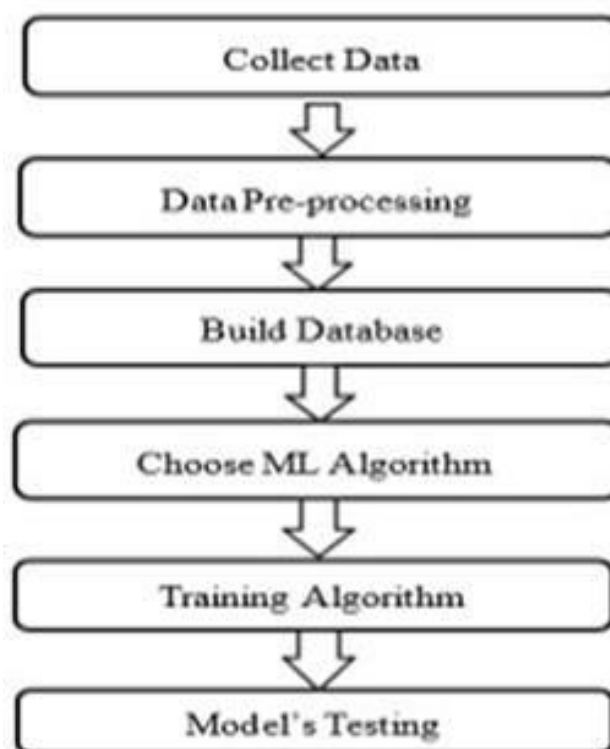 Collect Data
Data Pre-processing
Build Database
Choose ML Algorithm
Training Algorithm
Model's Testing